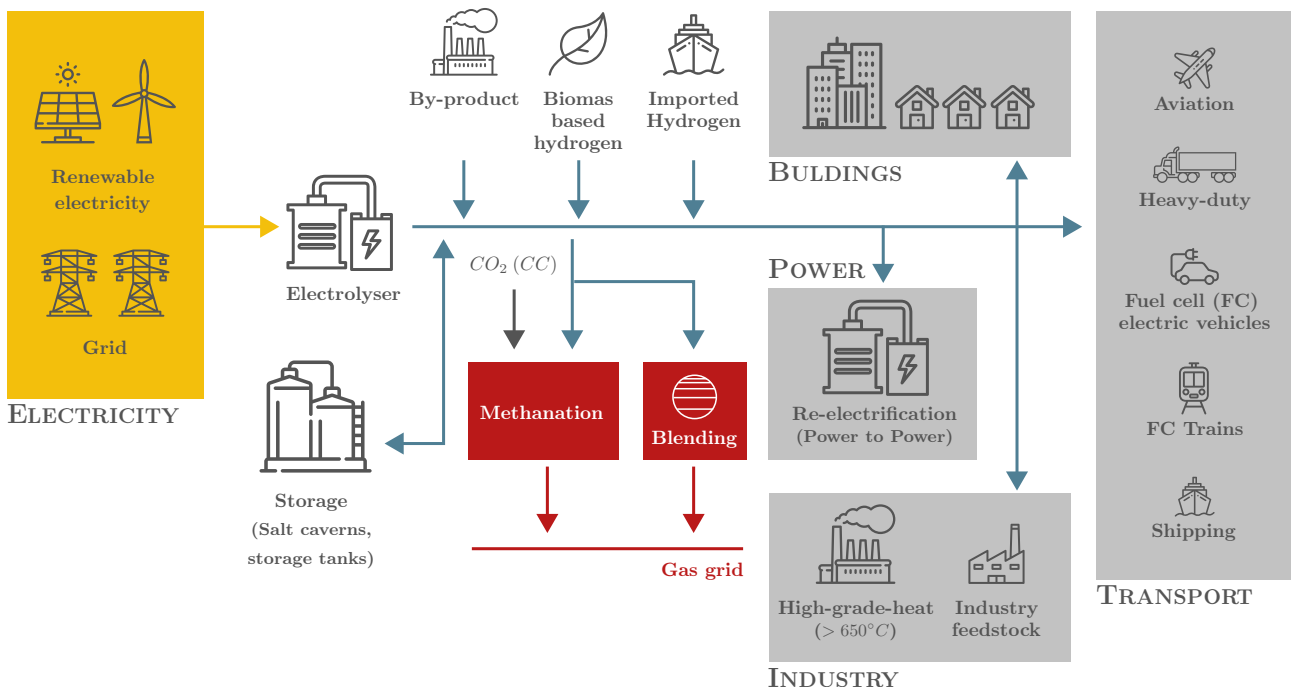 Renewable
electricity
Grid
ELECTRICITY
By-product
Biomas
based
hydrogen
Imported
Hydrogen
Electrolyser
Storage
(Salt caverns,
storage tanks)
CO₂ (CC)
Methanation
Blending
Gas grid
BULDINGS
POWER
Re-electrification
(Power to Power)
High-grade-heat
(> 650°C)
Industry
feedstock
INDUSTRY
Aviation
Heavy-duty
Fuel cell (FC)
electric vehicles
FC Trains
Shipping
TRANSPORT